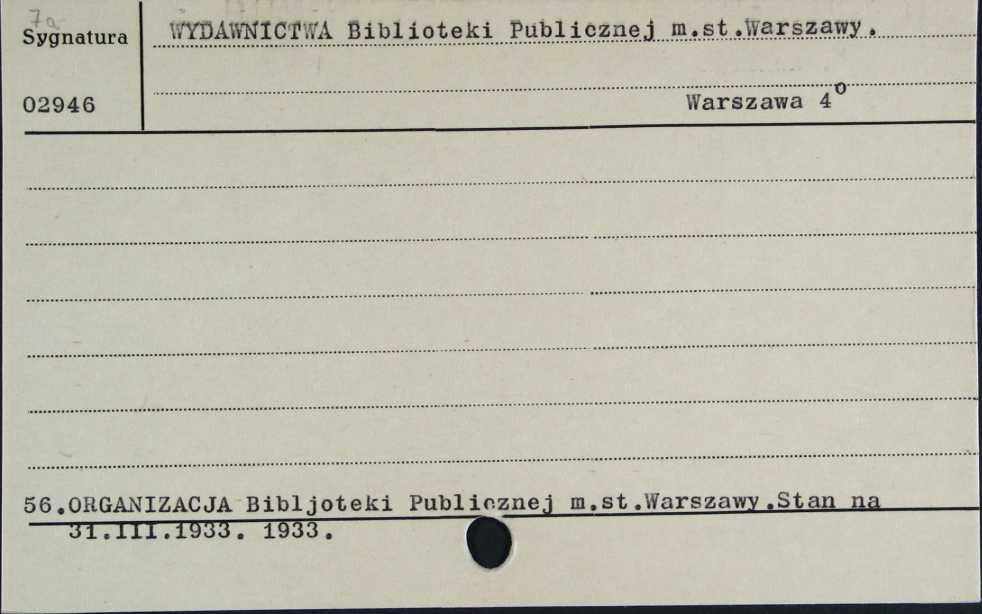 7a
Sygnatura
WYDAWNICTWA Biblioteki Publicznej m.st.Warszawy.
02946
Warszawa 4º
56.ORGANIZACJA Bibljoteki Publicznej m.st.Warszawy.Stan na
31.III.1933. 1933.